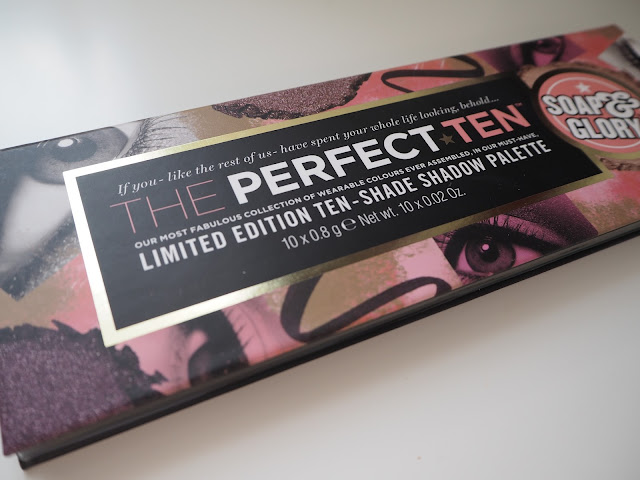 If you- like the rest of us- have spent your whole life looking, behold....
THE PERFECT★TEN™
OUR MOST FABULOUS COLLECTION OF WEARABLE COLOURS EVER ASSEMBLED, IN OUR MUST-HAVE,
LIMITED EDITION TEN-SHADE SHADOW PALETTE
10 x 0.8 g ℮ Net wt. 10 x 0.02 Oz.
SOAP &
GLORY